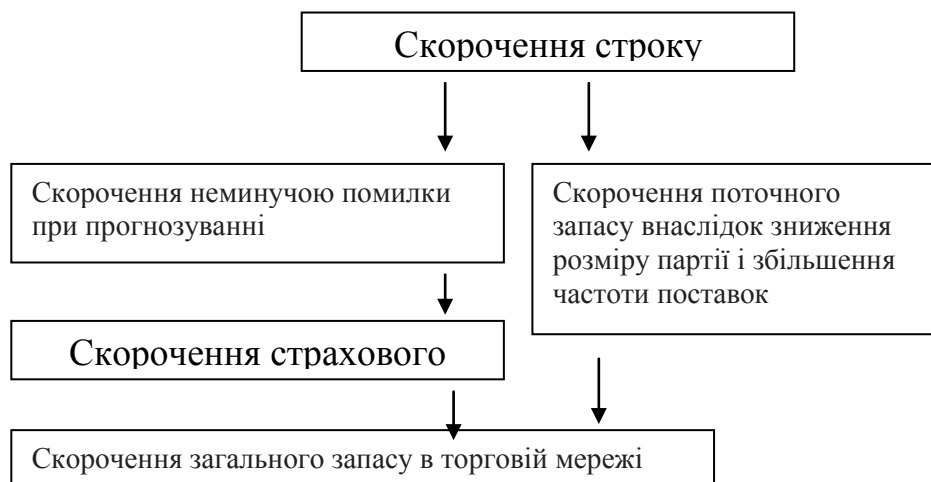 Скорочення строку
Скорочення неминучою помилки
при прогнозуванні
Скорочення поточного
запасу внаслідок зниження
розміру партії і збільшення
частоти поставок
Скорочення страхового
Скорочення загального запасу в торговій мережі